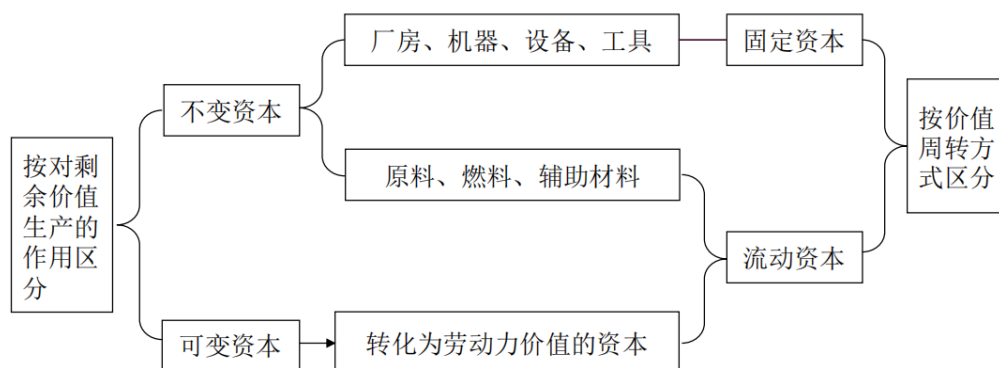 按对剩
余价值
生产的
作用区
分
不变资本
可变资本
厂房、机器、设备、工具
原料、燃料、辅助材料
转化为劳动力价值的资本
固定资本
流动资本
按价值
周转方
式区分